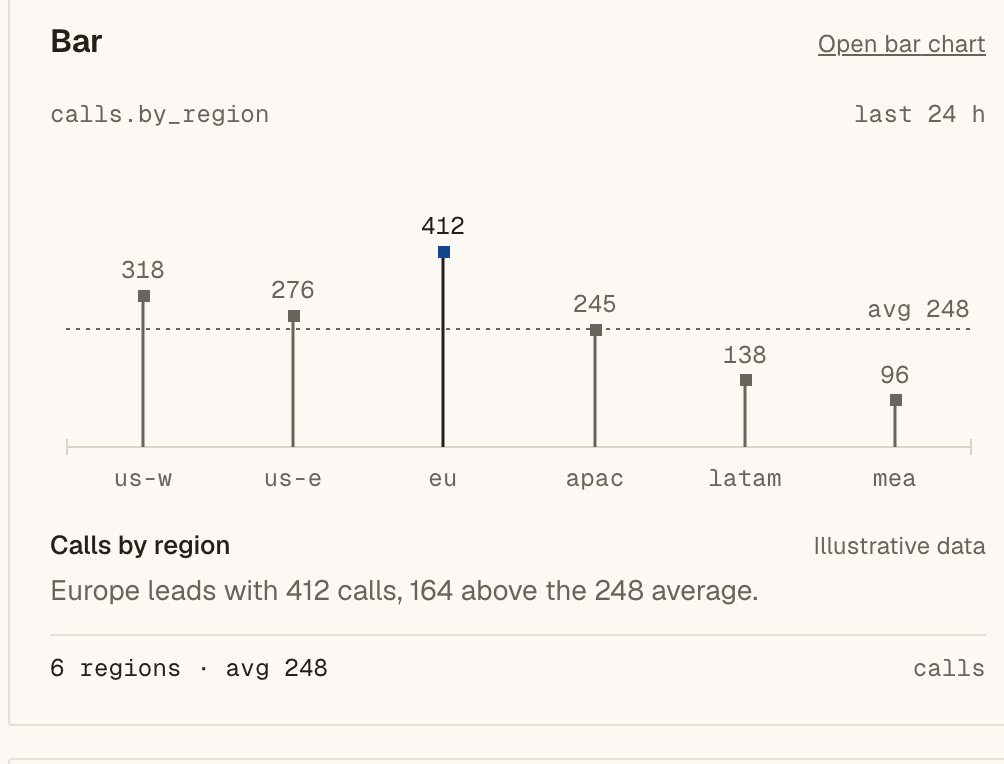 Bar
Open bar chart
calls.by_region
last 24 h
412
318
276
245
avg 248
138
96
us-w
us-e
eu
apac
latam
mea
Calls by region
Illustrative data
Europe leads with 412 calls, 164 above the 248 average.
6 regions · avg 248
calls